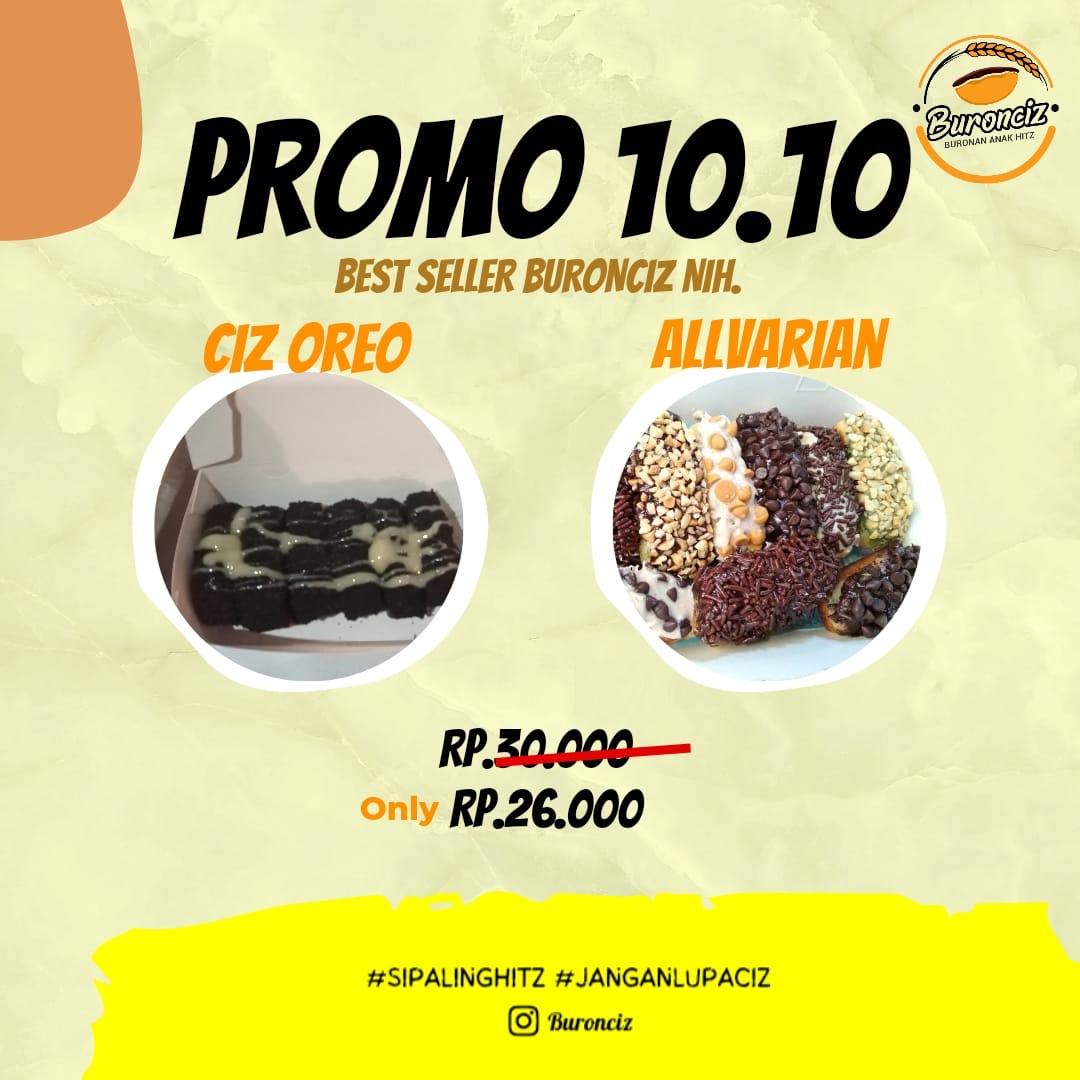 Buronciz
BURONAN ANAK HITZ
PROMO 10.10
BEST SELLER BURONCIZ NIH.
CIZ OREO
ALLVARIAN
RP.30.000
Only RP.26.000
#SIPALINGHITZ #JANGANLUPACIZ
Buronciz